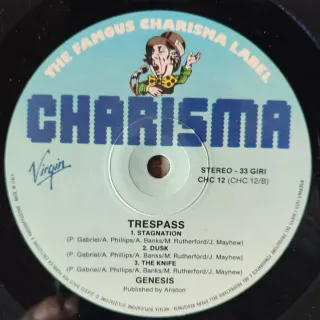 THE FAMOUS CHARISMA LABEL
CHARISMA
Virgin
STEREO - 33 GIRI
CHC 12 (CHC 12/B)
TRESPASS
1. STAGNATION
(P. Gabriel/A. Phillips/A. Banks/M. Rutherford/J. Mayhew)
2. DUSK
(P. Gabriel/A. Phillips/A. Banks/M. Rutherford/J. Mayhew)
3. THE KNIFE
(P. Gabriel/A. Phillips/A. Banks/M. Rutherford/J. Mayhew)
GENESIS
Published by Ariston